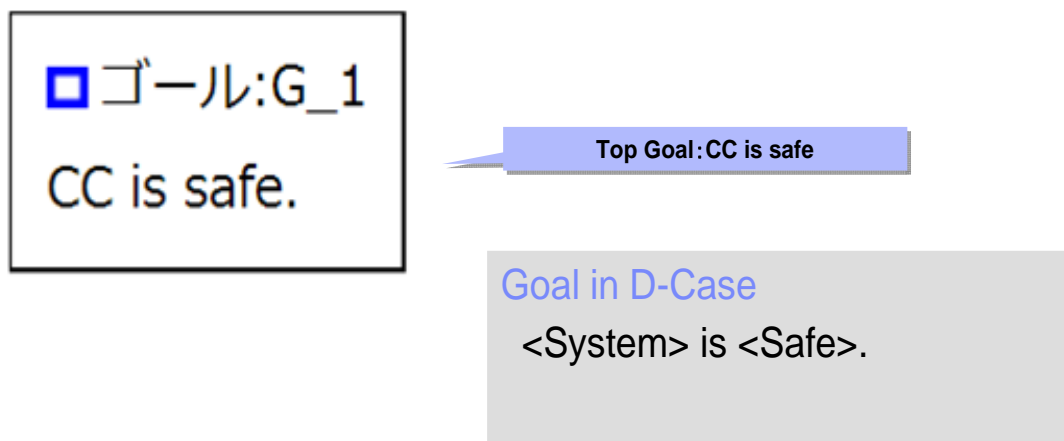 ゴール:G_1
CC is safe.
Top Goal:CC is safe
Goal in D-Case
<System> is <Safe>.